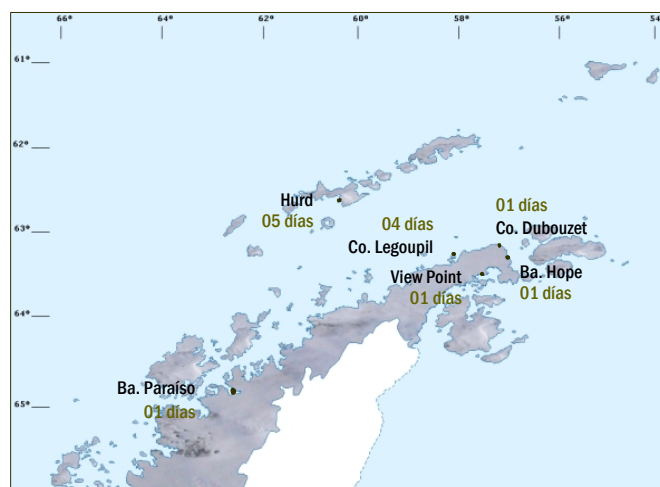 66° 64° 62° 60° 58° 56° 54°
61°
62°
Hurd
05 días
01 días
04 días
Co. Dubouzet
63°
Co. Legoupil
View Point
Ba. Hope
01 días
01 días
64°
Ba. Paraíso
01 días
65°